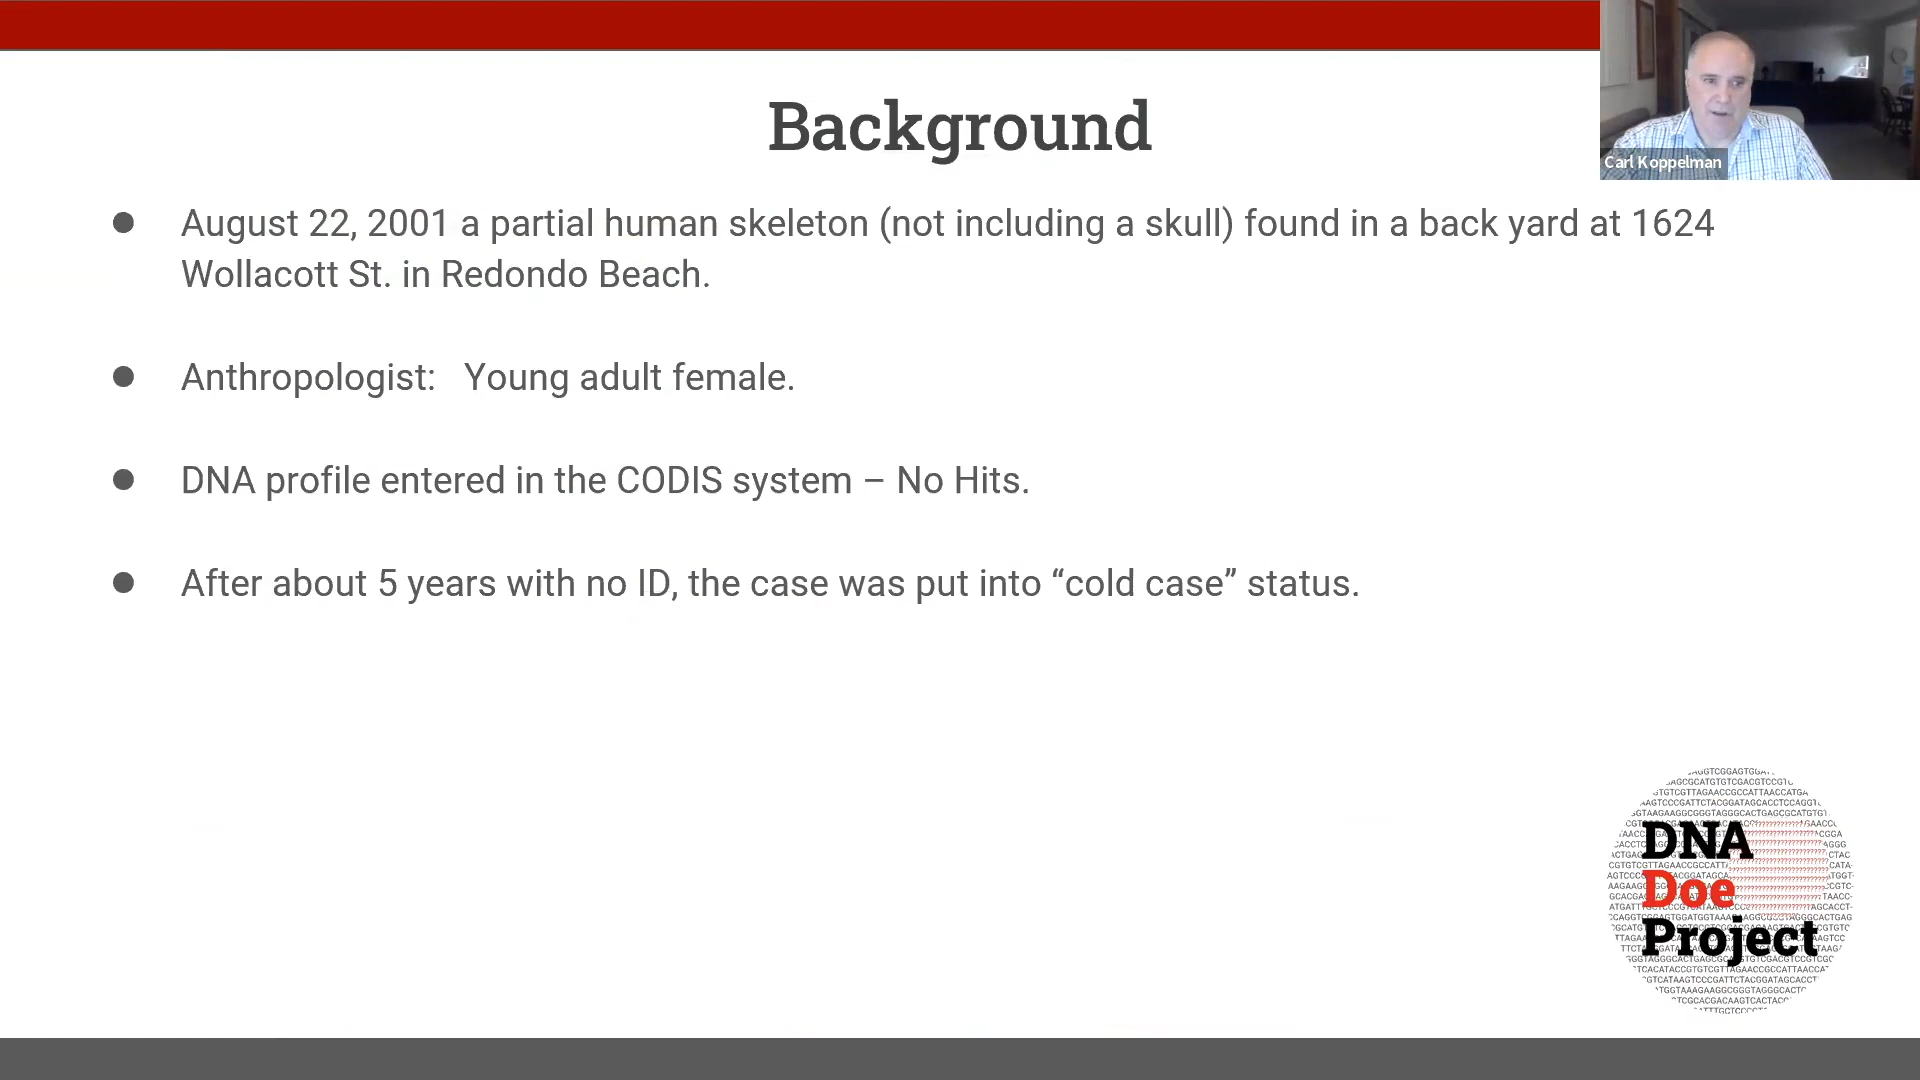 Background
Carl Koppelman
● August 22, 2001 a partial human skeleton (not including a skull) found in a back yard at 1624
Wollacott St. in Redondo Beach.
● Anthropologist:   Young adult female.
● DNA profile entered in the CODIS system – No Hits.
● After about 5 years with no ID, the case was put into “cold case” status.
DNA
Doe
Project